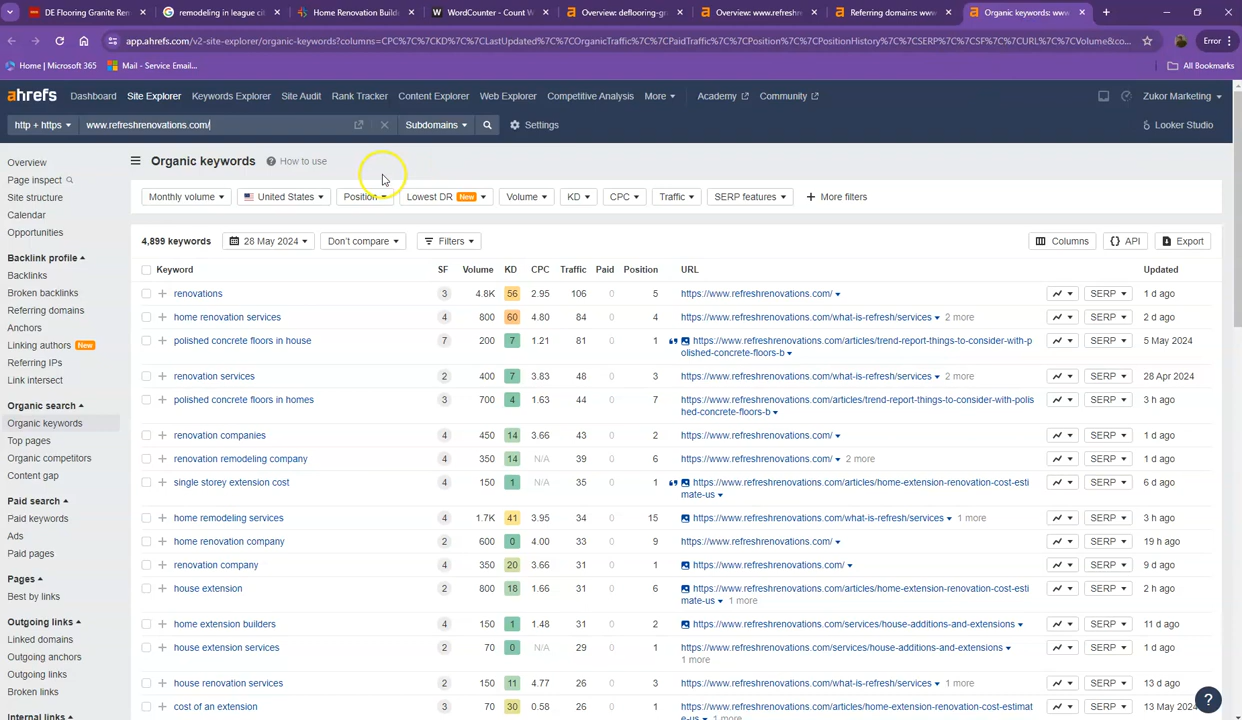 DE Flooring Granite Ren
remodeling in league cit
Home Renovation Builde
WordCounter - Count W
Overview: deflooring-gr
Overview: www.refreshr
Referring domains: www
Organic keywords: www
app.ahrefs.com/v2-site-explorer/organic-keywords?columns=CPC%7C%7CKD%7C%7CLastUpdated%7C%7COrganicTraffic%7C%7CPaidTraffic%7C%7CPosition%7C%7CPositionHistory%7C%7CSERP%7C%7CSF%7C%7CURL%7C%7CVolume&co...
Error
Home | Microsoft 365
Mail - Service Email...
All Bookmarks
ahrefs Dashboard Site Explorer Keywords Explorer Site Audit Rank Tracker Content Explorer Web Explorer Competitive Analysis More Academy Community Zukor Marketing
http + https www.refreshrenovations.com/ Subdomains Settings Looker Studio
Overview
Page inspect
Site structure
Calendar
Opportunities
Backlink profile
Backlinks
Broken backlinks
Referring domains
Anchors
Linking authors New
Referring IPs
Link intersect
Organic search
Organic keywords
Top pages
Organic competitors
Content gap
Paid search
Paid keywords
Ads
Paid pages
Pages
Best by links
Outgoing links
Linked domains
Outgoing anchors
Outgoing links
Broken links
Internal links
Organic keywords ? How to use
Monthly volume United States Position Lowest DR New Volume KD CPC Traffic SERP features + More filters
4,899 keywords 28 May 2024 Don't compare Filters Columns {} API Export
Keyword SF Volume KD CPC Traffic Paid Position URL Updated
renovations 3 4.8K 56 2.95 106 0 5 https://www.refreshrenovations.com/ SERP 1 d ago
home renovation services 4 800 60 4.80 84 0 4 https://www.refreshrenovations.com/what-is-refresh/services 2 more SERP 2 d ago
polished concrete floors in house 7 200 7 1.21 81 0 1 https://www.refreshrenovations.com/articles/trend-report-things-to-consider-with-p SERP 5 May 2024
olished-concrete-floors-b
renovation services 2 400 7 3.83 48 0 3 https://www.refreshrenovations.com/what-is-refresh/services 2 more SERP 28 Apr 2024
polished concrete floors in homes 3 700 4 1.63 44 0 7 https://www.refreshrenovations.com/articles/trend-report-things-to-consider-with-polis SERP 3 h ago
hed-concrete-floors-b
renovation companies 4 450 14 3.66 43 0 2 https://www.refreshrenovations.com/ SERP 1 d ago
renovation remodeling company 4 350 14 N/A 39 0 6 https://www.refreshrenovations.com/ 2 more SERP 1 d ago
single storey extension cost 4 150 1 N/A 35 0 1 https://www.refreshrenovations.com/articles/home-extension-renovation-cost-esti SERP 6 d ago
mate-us
home remodeling services 4 1.7K 41 3.95 34 0 15 https://www.refreshrenovations.com/what-is-refresh/services 1 more SERP 3 h ago
home renovation company 2 600 0 4.00 33 0 9 https://www.refreshrenovations.com/ SERP 19 h ago
renovation company 4 350 20 3.66 31 0 1 https://www.refreshrenovations.com/ SERP 9 d ago
house extension 2 800 18 1.66 31 0 6 https://www.refreshrenovations.com/articles/home-extension-renovation-cost-esti SERP 2 h ago
mate-us 1 more
home extension builders 4 150 1 1.48 31 0 2 https://www.refreshrenovations.com/services/house-additions-and-extensions SERP 11 d ago
house extension services 2 70 0 N/A 29 0 1 https://www.refreshrenovations.com/services/house-additions-and-extensions SERP 1 d ago
1 more
house renovation services 2 150 11 4.77 26 0 3 https://www.refreshrenovations.com/what-is-refresh/services 1 more SERP 13 d ago
cost of an extension 3 70 30 0.58 26 0 1 https://www.refreshrenovations.com/articles/home-extension-renovation-cost-estimat SERP 13 May 2024
e-us 1 more
?